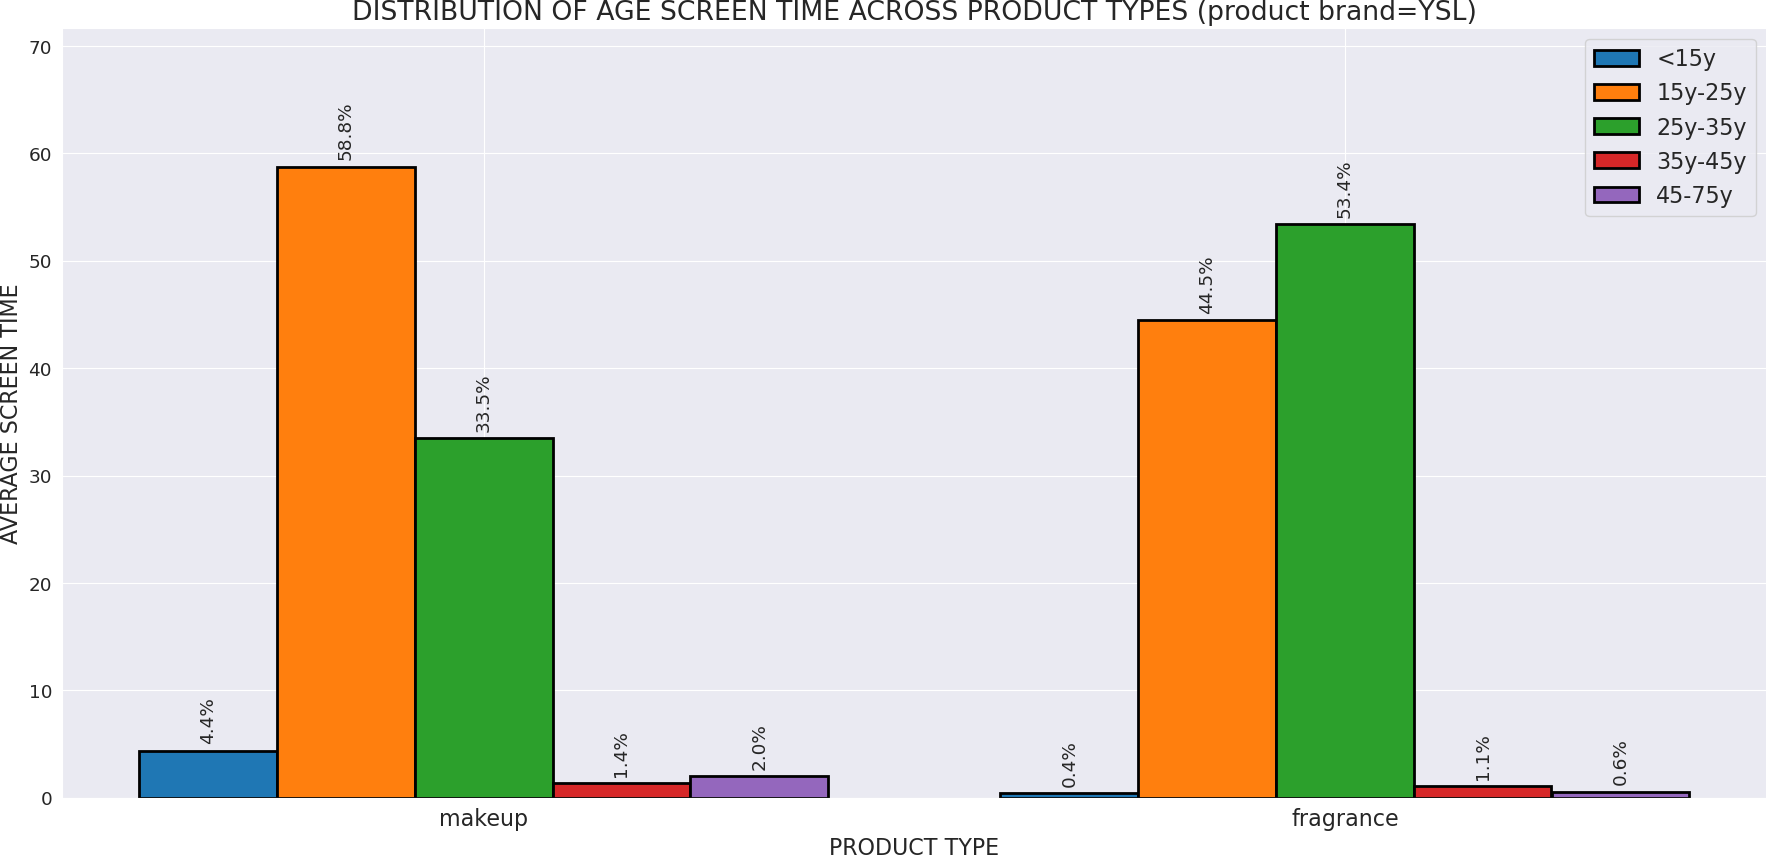 DISTRIBUTION OF AGE SCREEN TIME ACROSS PRODUCT TYPES (product brand=YSL)
70
60
50
40
30
20
10
0
AVERAGE SCREEN TIME
4.4%
58.8%
33.5%
1.4%
2.0%
0.4%
44.5%
53.4%
1.1%
0.6%
<15y
15y-25y
25y-35y
35y-45y
45-75y
makeup
fragrance
PRODUCT TYPE